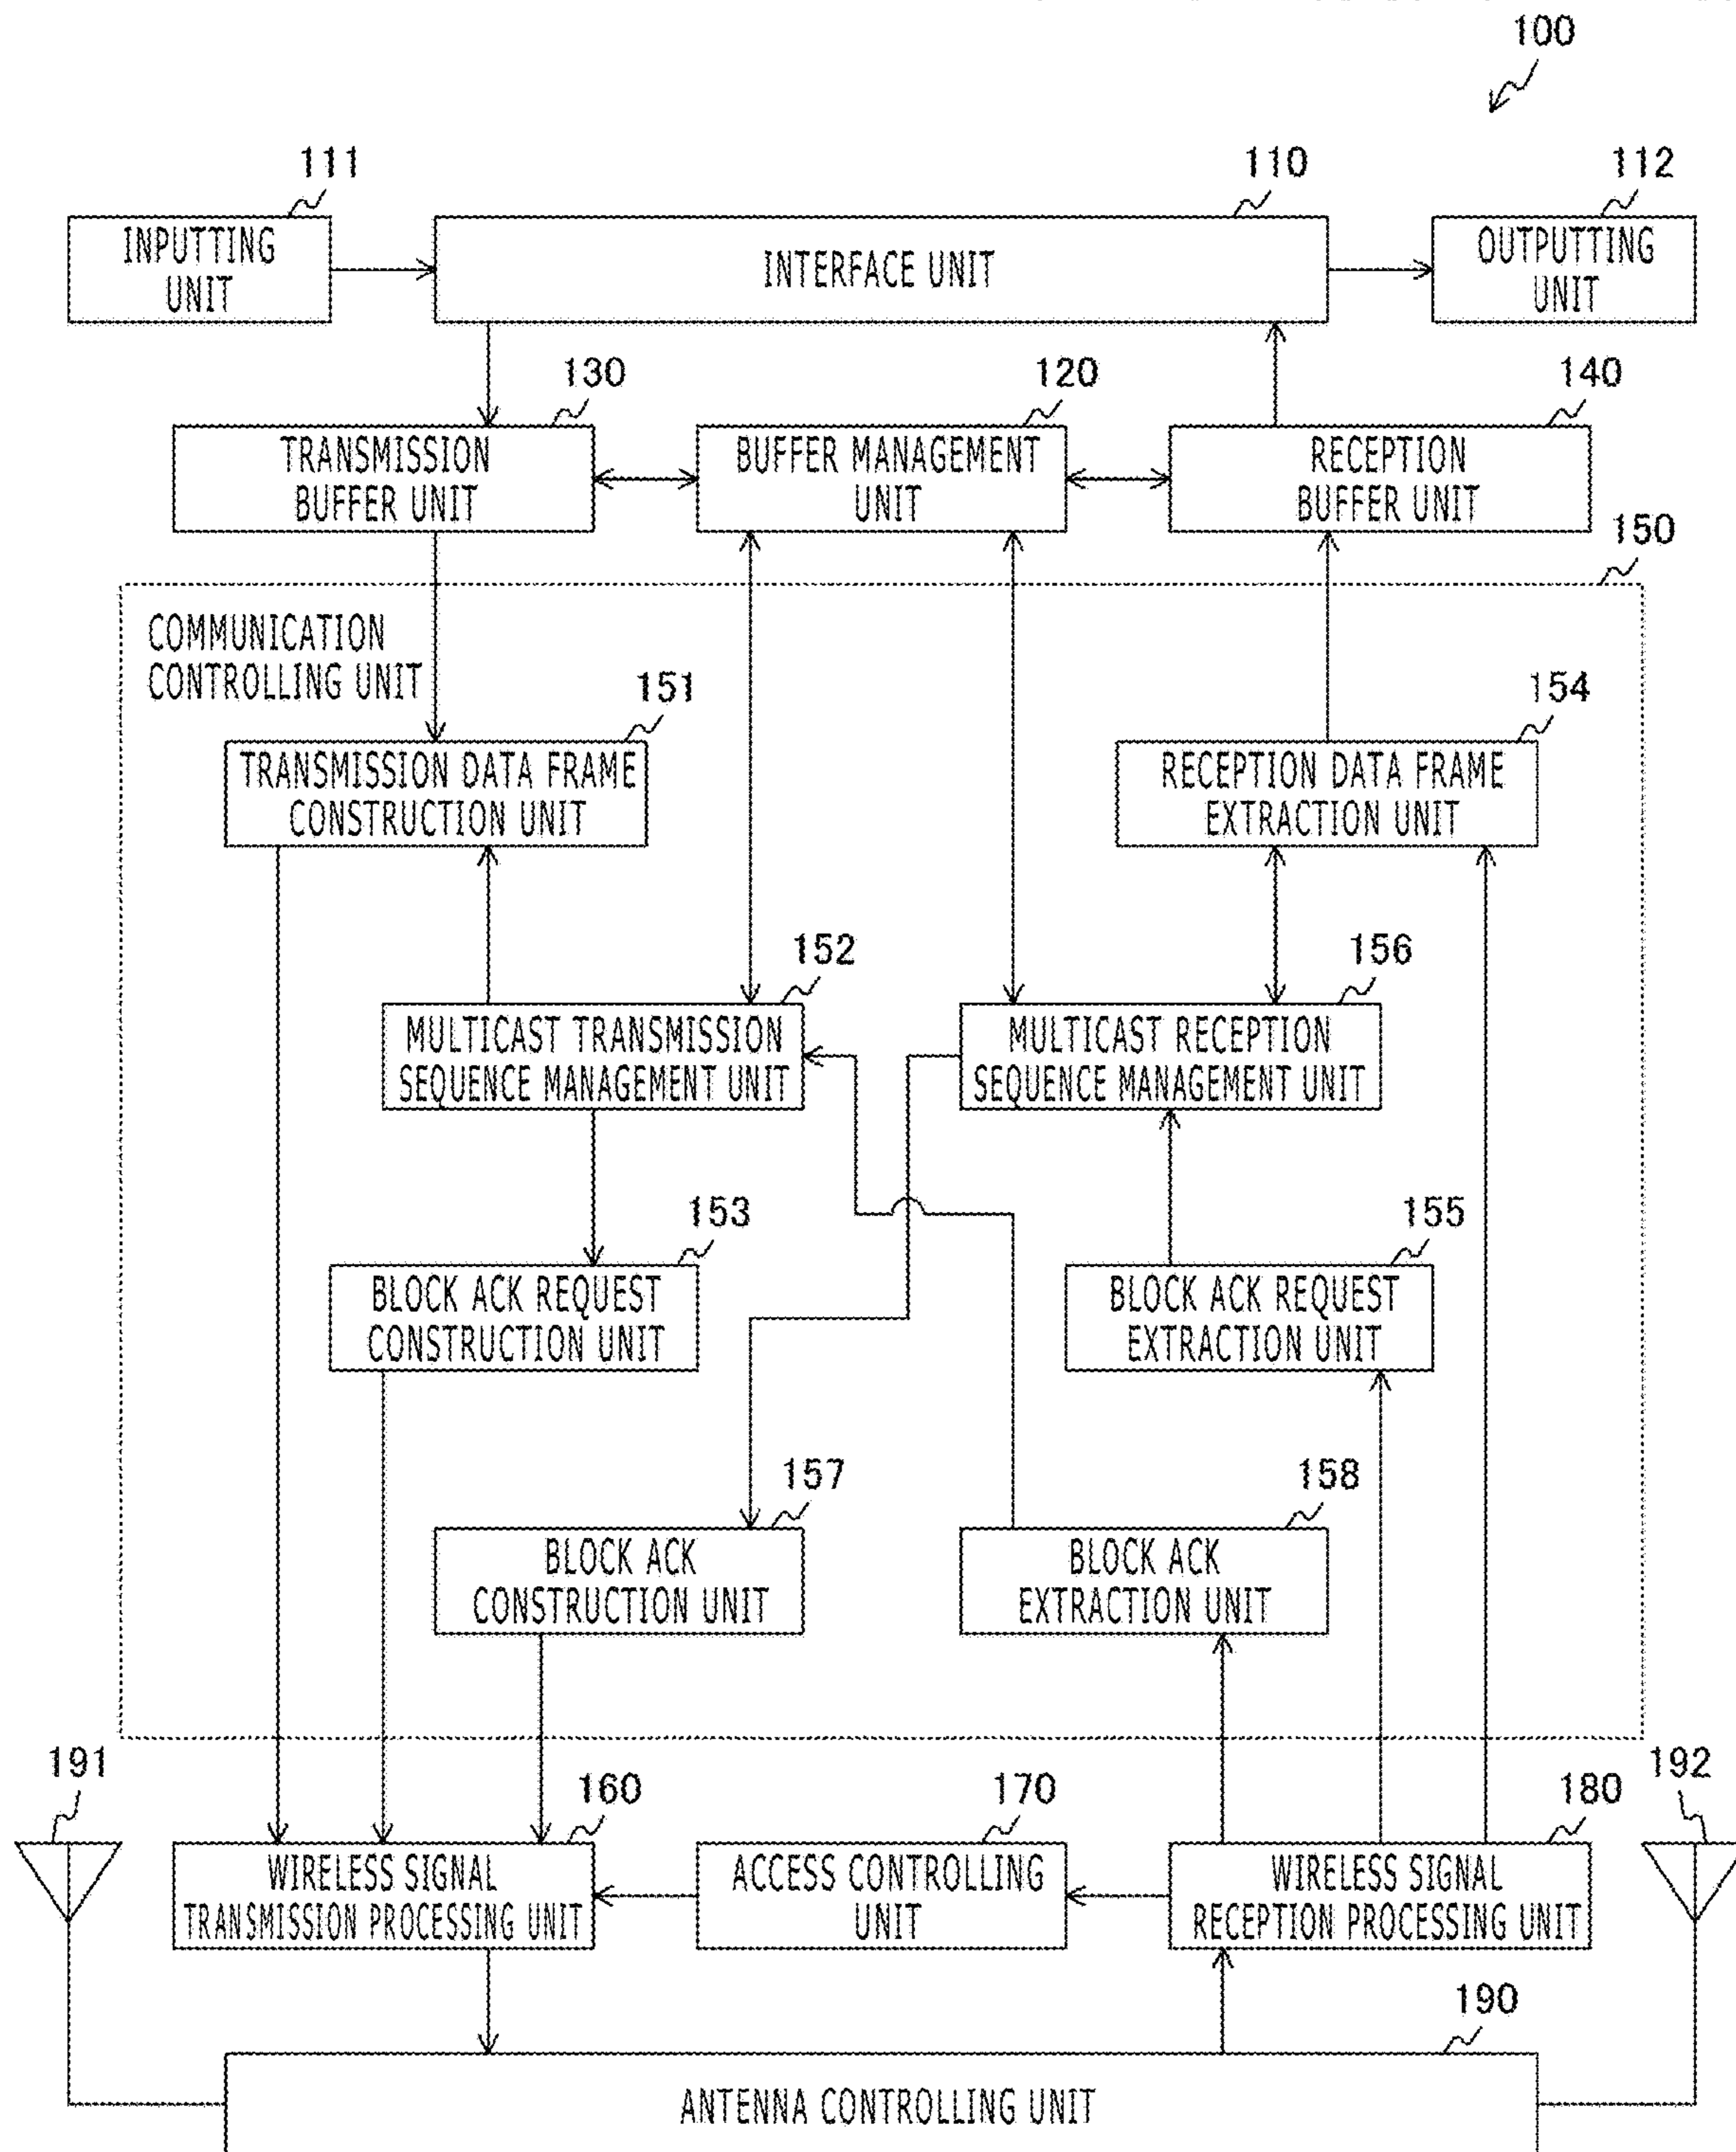 100
111
110
112
INPUTTING
UNIT
INTERFACE UNIT
OUTPUTTING
UNIT
130
120
140
TRANSMISSION
BUFFER UNIT
BUFFER MANAGEMENT
UNIT
RECEPTION
BUFFER UNIT
150
COMMUNICATION
CONTROLLING UNIT
151
154
TRANSMISSION DATA FRAME
CONSTRUCTION UNIT
RECEPTION DATA FRAME
EXTRACTION UNIT
152
156
MULTICAST TRANSMISSION
SEQUENCE MANAGEMENT UNIT
MULTICAST RECEPTION
SEQUENCE MANAGEMENT UNIT
153
155
BLOCK ACK REQUEST
CONSTRUCTION UNIT
BLOCK ACK REQUEST
EXTRACTION UNIT
157
158
BLOCK ACK
CONSTRUCTION UNIT
BLOCK ACK
EXTRACTION UNIT
191
160
170
180
192
WIRELESS SIGNAL
TRANSMISSION PROCESSING UNIT
ACCESS CONTROLLING
UNIT
WIRELESS SIGNAL
RECEPTION PROCESSING UNIT
190
ANTENNA CONTROLLING UNIT